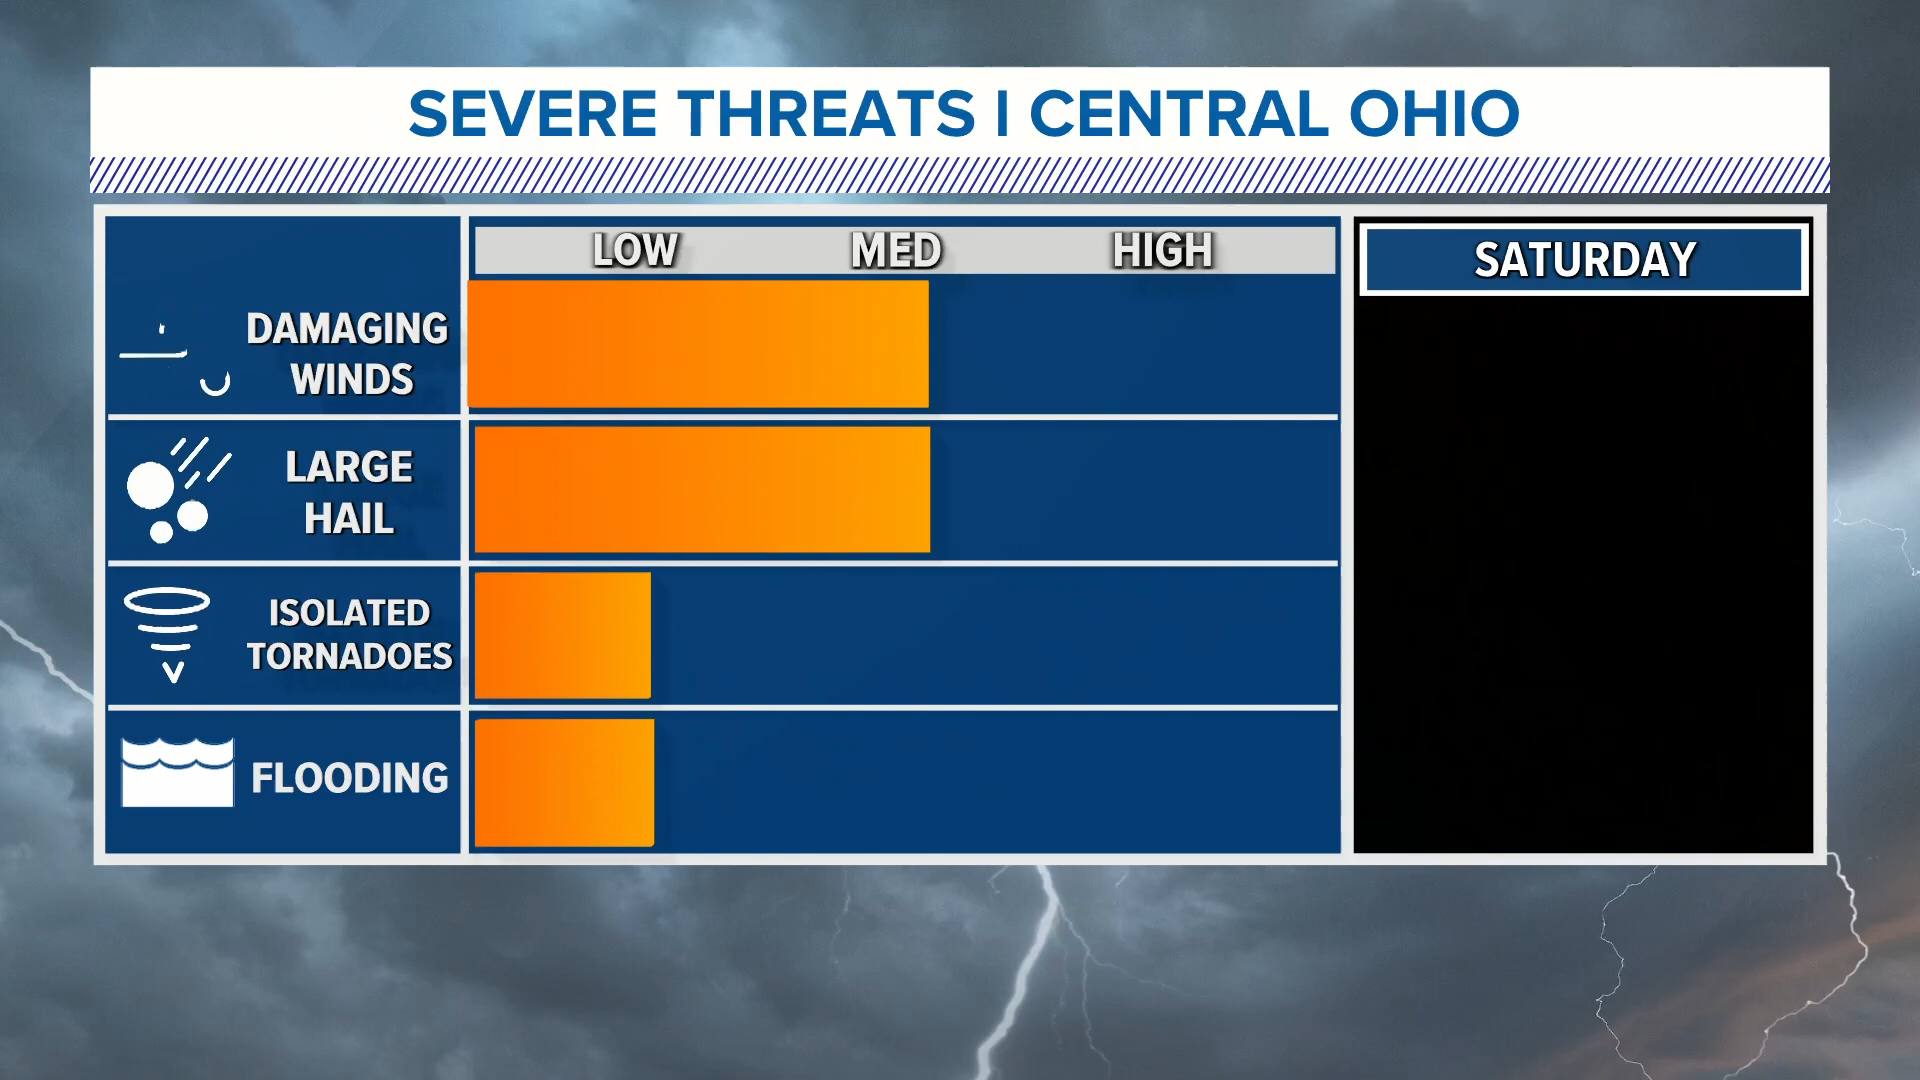 SEVERE THREATS | CENTRAL OHIO
LOW MED HIGH
SATURDAY
DAMAGING
WINDS
LARGE
HAIL
ISOLATED
TORNADOES
FLOODING